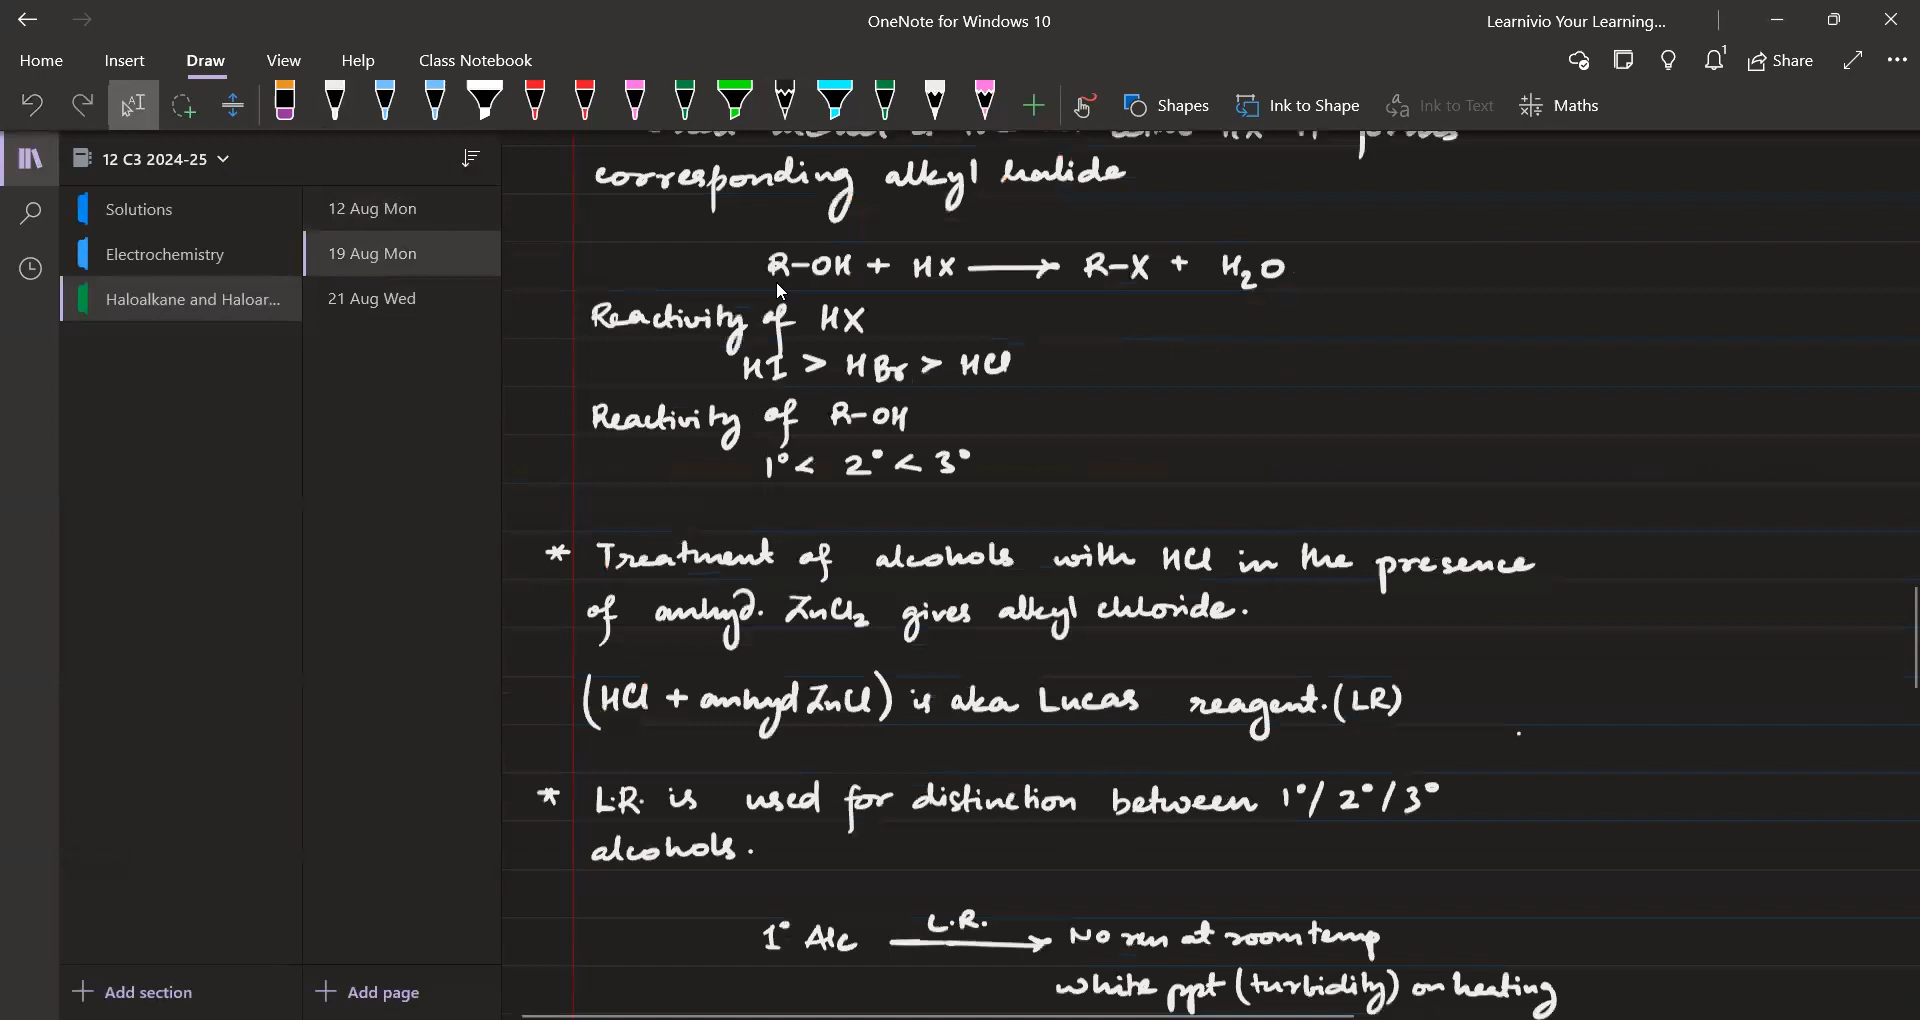 OneNote for Windows 10
Learnivio Your Learning...
Home Insert Draw View Help Class Notebook
1
Share
Shapes Ink to Shape Ink to Text Maths
12 C3 2024-25
Solutions
Electrochemistry
Haloalkane and Haloar...
12 Aug Mon
19 Aug Mon
21 Aug Wed
corresponding alkyl halide
R-OH + HX ⟶ R-X + H₂O
Reactivity of HX
HI > HBr > HCl
Reactivity of R-OH
1° < 2° < 3°
* Treatment of alcohols with HCl in the presence
of anhyd. ZnCl₂ gives alkyl chloride.
(HCl + anhyd ZnCl) is aka Lucas reagent. (LR)
* L.R. is used for distinction between 1°/2°/3°
alcohols.
L.R.
1° Alc ⟶ No rxn at room temp
white ppt (turbidity) on heating
Add section
Add page